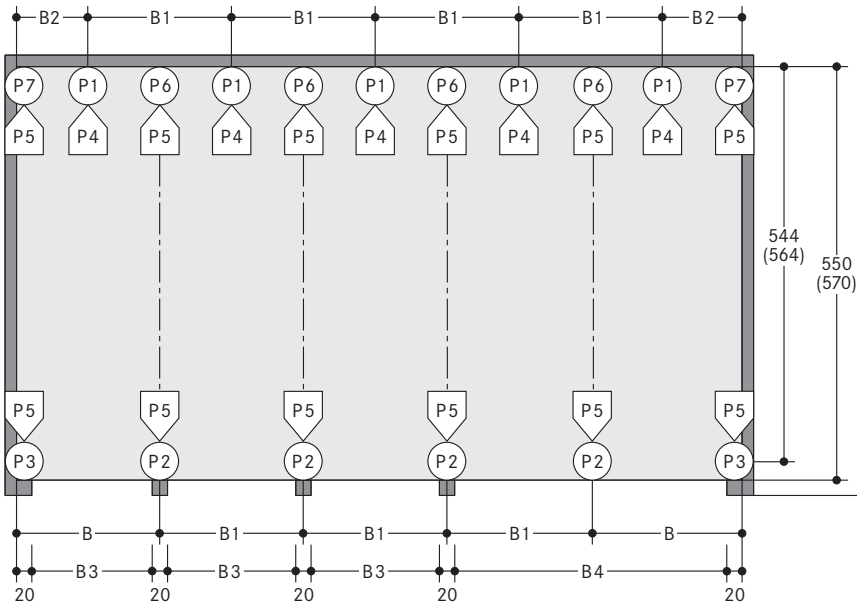 B2 B1 B1 B1 B1 B2
P7 P1 P6 P1 P6 P1 P6 P1 P6 P1 P7
P5 P4 P5 P4 P5 P4 P5 P4 P5 P4 P5
544
(564)
550
(570)
P5 P5 P5 P5 P5 P5
P3 P2 P2 P2 P2 P3
B B1 B1 B1 B
B3 B3 B3 B4
20 20 20 20 20